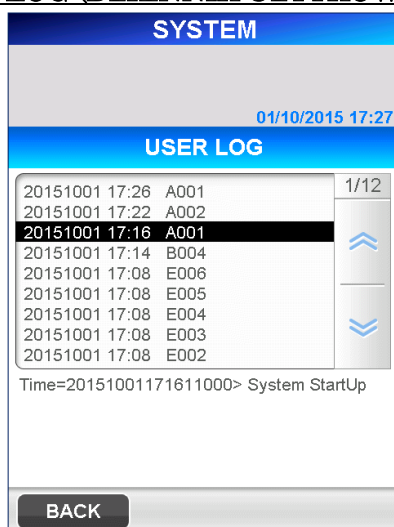 SYSTEM
01/10/2015 17:27
USER LOG
1/12
20151001 17:26 A001
20151001 17:22 A002
20151001 17:16 A001
20151001 17:14 B004
20151001 17:08 E006
20151001 17:08 E005
20151001 17:08 E004
20151001 17:08 E003
20151001 17:08 E002
Time=20151001171611000> System StartUp
BACK